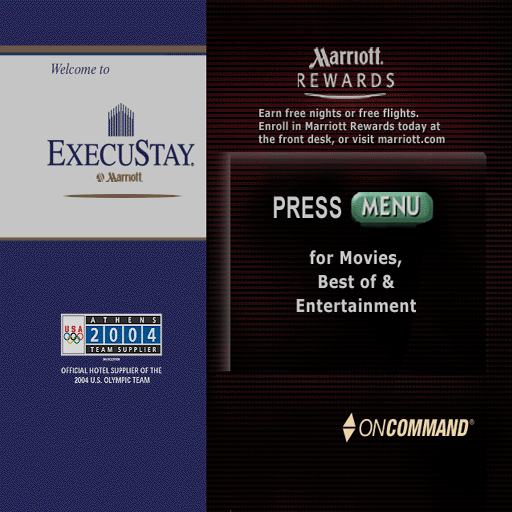 Welcome to
EXECUSTAY.
Marriott.
USA
ATHENS
2004
TEAM SUPPLIER
OFFICIAL HOTEL SUPPLIER OF THE
2004 U.S. OLYMPIC TEAM
Marriott.
REWARDS
Earn free nights or free flights.
Enroll in Marriott Rewards today at
the front desk, or visit marriott.com
PRESS MENU
for Movies,
Best of &
Entertainment
ONCOMMAND®